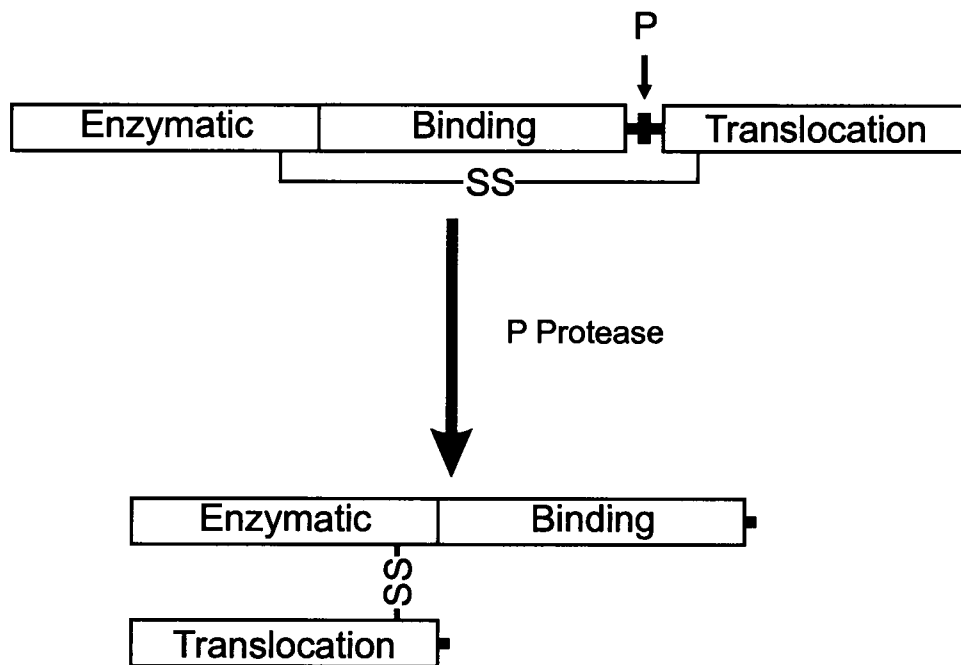 P
Enzymatic Binding Translocation
SS
P Protease
Enzymatic Binding
SS
Translocation